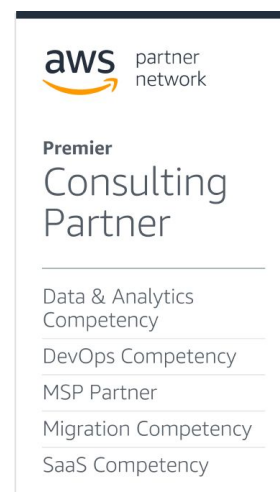 aws partner
network
Premier
Consulting
Partner
Data & Analytics
Competency
DevOps Competency
MSP Partner
Migration Competency
SaaS Competency